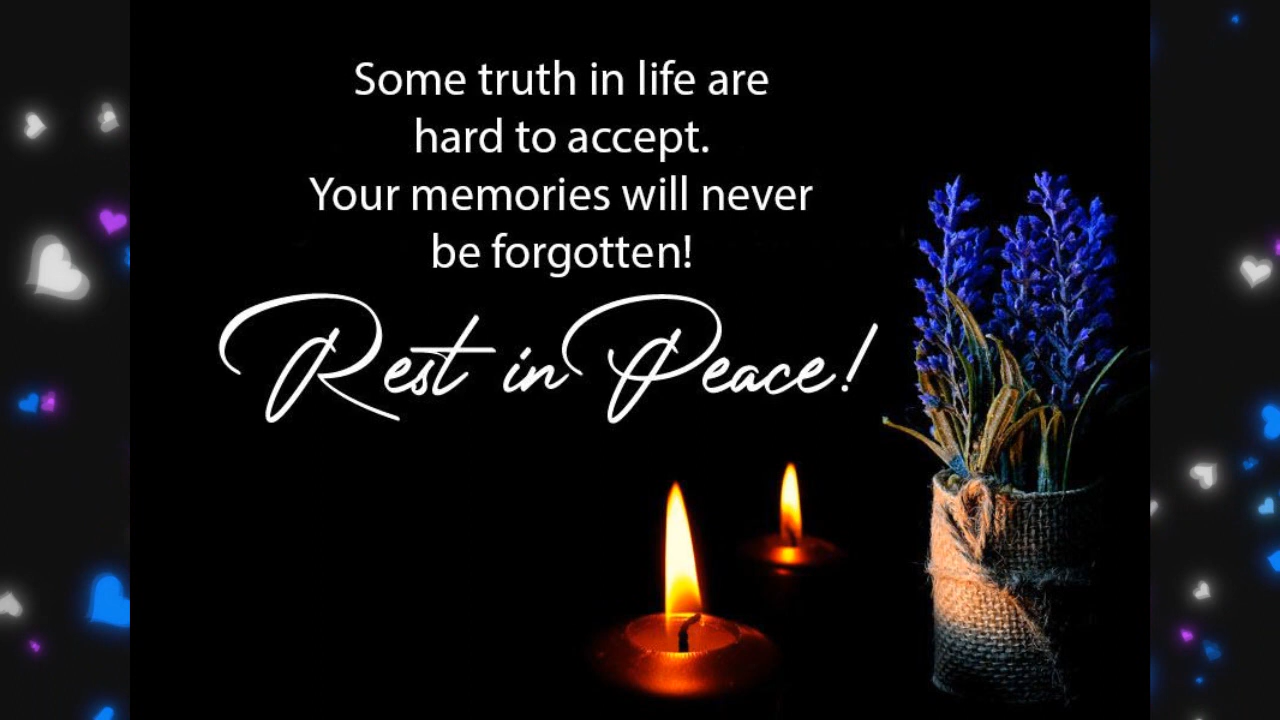 Some truth in life are
hard to accept.
Your memories will never
be forgotten!
Rest in Peace!